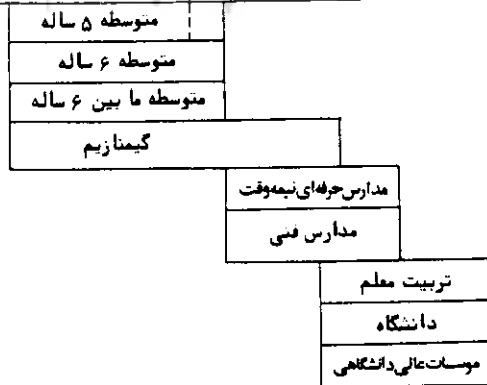 متوسطه ۵ ساله
متوسطه ۶ ساله
متوسطه ما بین ۶ ساله
گیمنازیم
مدارس حرفه‌ای نیمه‌وقت
مدارس فنی
تربیت معلم
دانشگاه
موسسات عالی دانشگاهی